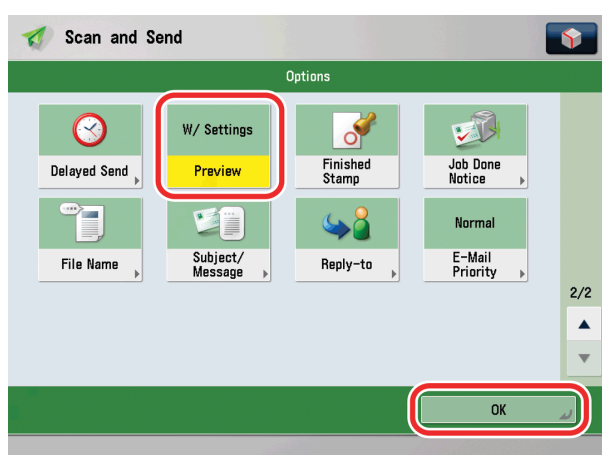 Scan and Send
Options
W/ Settings
Preview
Delayed Send
Finished
Stamp
Job Done
Notice
File Name
Subject/
Message
Reply-to
Normal
E-Mail
Priority
2/2
OK